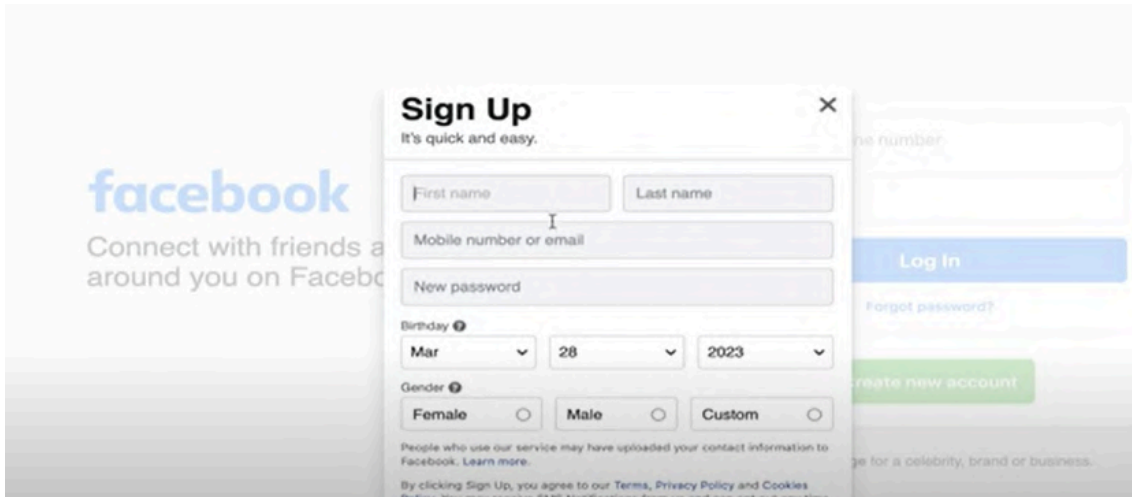 Sign Up
It's quick and easy.
facebook
Connect with friends a
around you on Facebo
First name
Last name
Mobile number or email
New password
Birthday
Mar
28
2023
Gender
Female
Male
Custom
People who use our service may have uploaded your contact information to
Facebook. Learn more.
By clicking Sign Up, you agree to our Terms, Privacy Policy and Cookies
ne number
Log In
Forgot password?
reate new account
ge for a celebrity, brand or business.